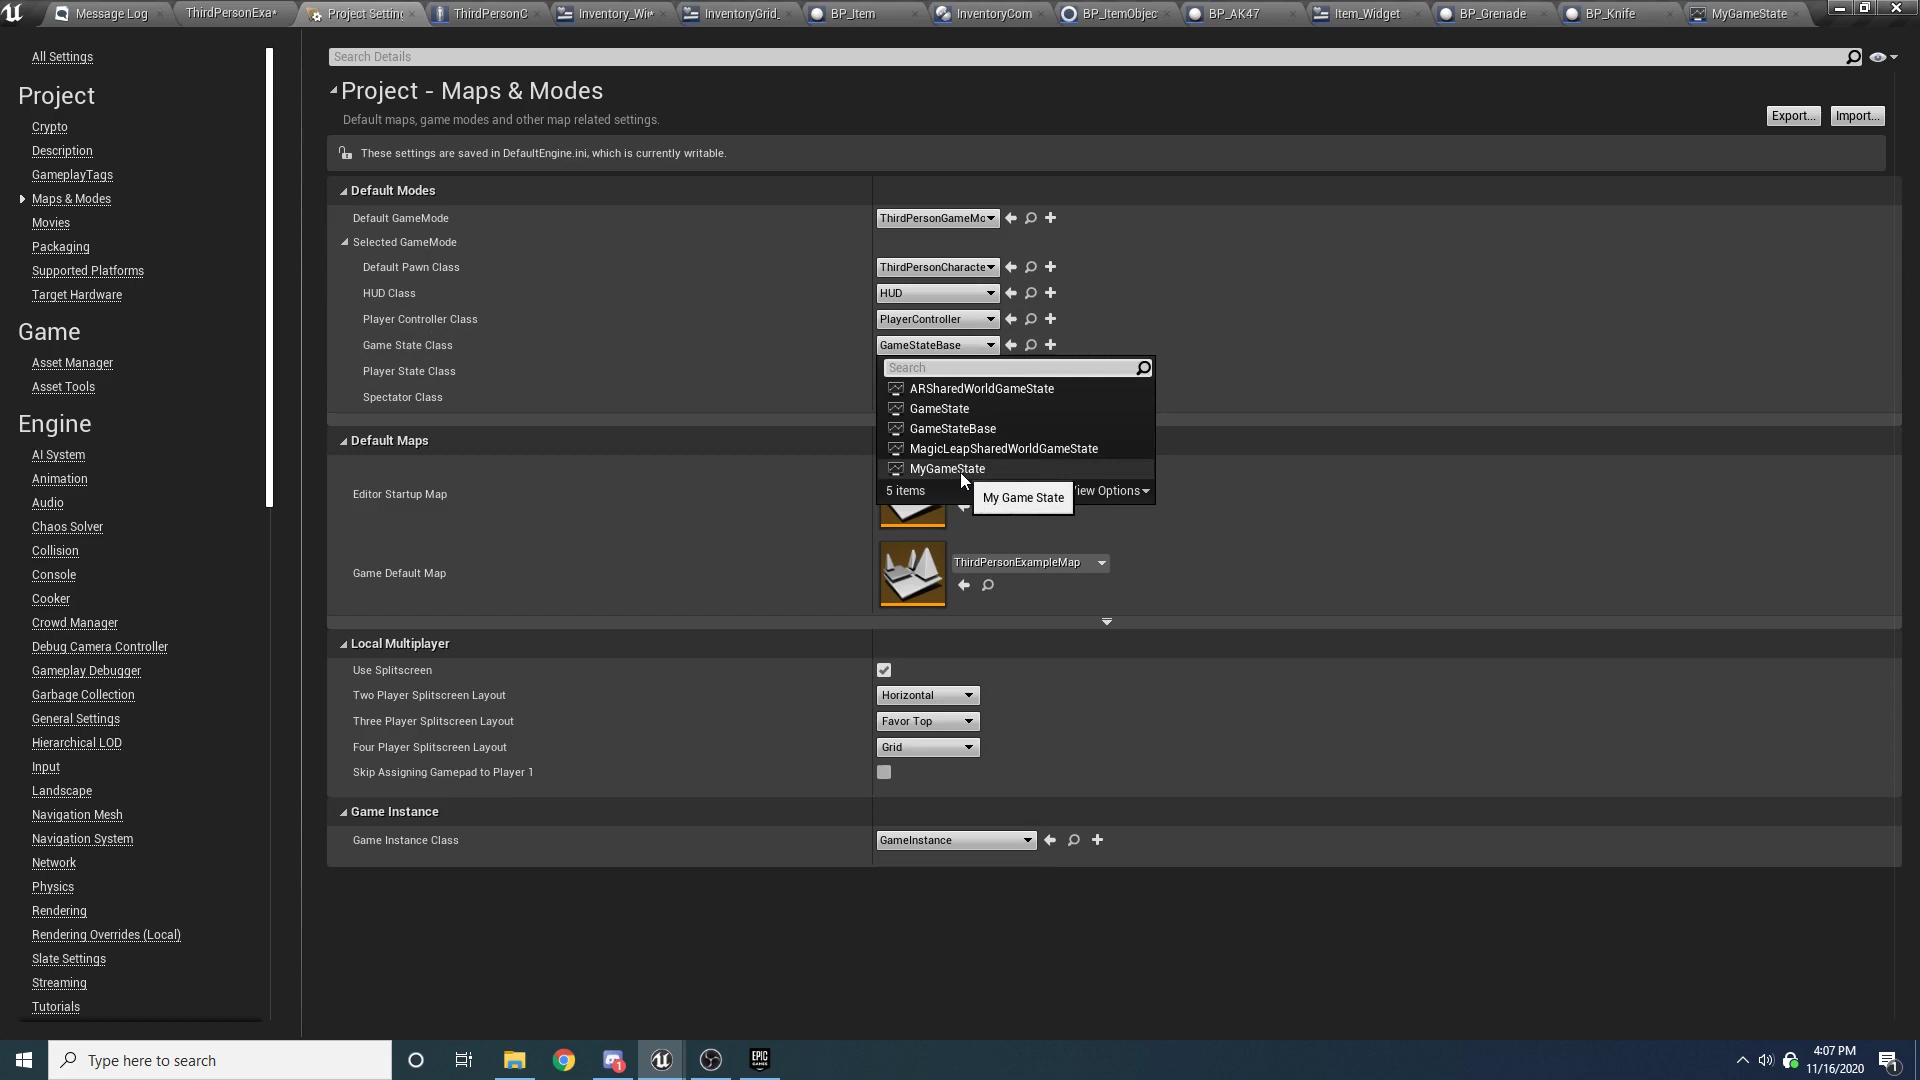 Message Log
ThirdPersonExa*
Project Setting
ThirdPersonC
Inventory_Wi*
InventoryGrid_
BP_Item
InventoryCom
BP_ItemObjec
BP_AK47
Item_Widget
BP_Grenade
BP_Knife
MyGameState
All Settings
Project
Crypto
Description
GameplayTags
Maps & Modes
Movies
Packaging
Supported Platforms
Target Hardware
Game
Asset Manager
Asset Tools
Engine
AI System
Animation
Audio
Chaos Solver
Collision
Console
Cooker
Crowd Manager
Debug Camera Controller
Gameplay Debugger
Garbage Collection
General Settings
Hierarchical LOD
Input
Landscape
Navigation Mesh
Navigation System
Network
Physics
Rendering
Rendering Overrides (Local)
Slate Settings
Streaming
Tutorials
Search Details
Project - Maps & Modes
Default maps, game modes and other map related settings.
Export...
Import...
These settings are saved in DefaultEngine.ini, which is currently writable.
Default Modes
Default GameMode
ThirdPersonGameMo
Selected GameMode
Default Pawn Class
ThirdPersonCharacte
HUD Class
HUD
Player Controller Class
PlayerController
Game State Class
GameStateBase
Player State Class
Spectator Class
Search
ARSharedWorldGameState
GameState
GameStateBase
MagicLeapSharedWorldGameState
MyGameState
5 items
View Options
My Game State
Default Maps
Editor Startup Map
Game Default Map
ThirdPersonExampleMap
Local Multiplayer
Use Splitscreen
Two Player Splitscreen Layout
Horizontal
Three Player Splitscreen Layout
Favor Top
Four Player Splitscreen Layout
Grid
Skip Assigning Gamepad to Player 1
Game Instance
Game Instance Class
GameInstance
Type here to search
1
EPIC
GAMES
4:07 PM
11/16/2020
1